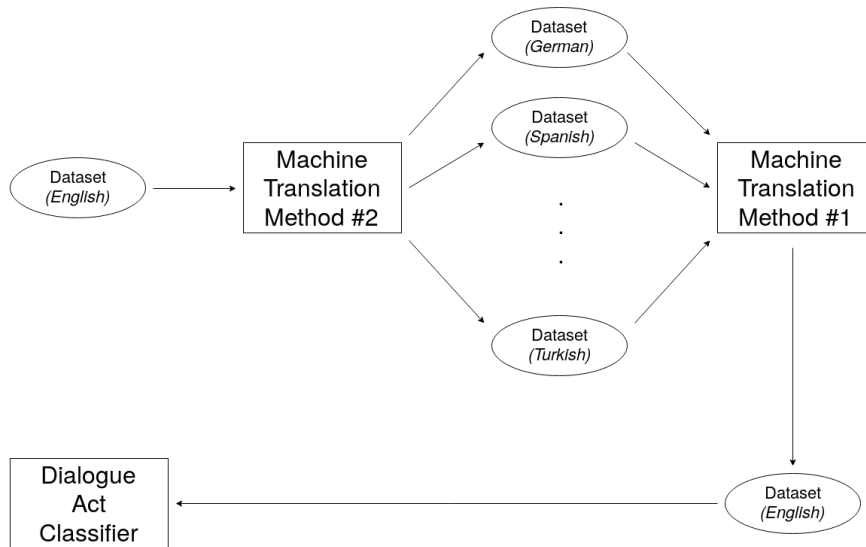 Dataset
(German)
Dataset
(Spanish)
Dataset
(English)
Machine
Translation
Method #2
Machine
Translation
Method #1
Dataset
(Turkish)
Dialogue
Act
Classifier
Dataset
(English)